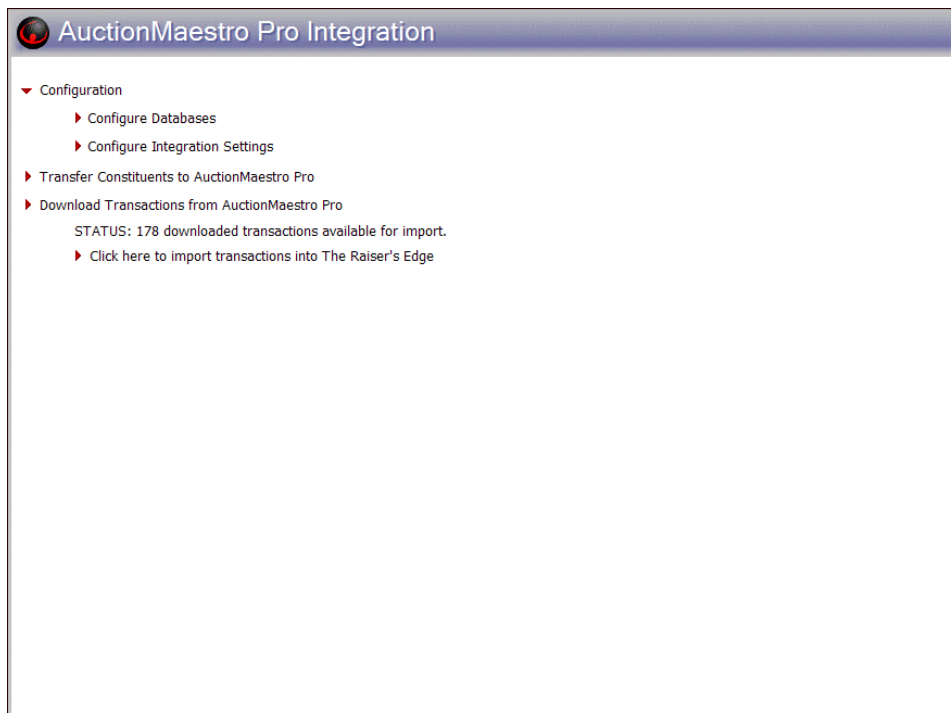 AuctionMaestro Pro Integration
Configuration
Configure Databases
Configure Integration Settings
Transfer Constituents to AuctionMaestro Pro
Download Transactions from AuctionMaestro Pro
STATUS: 178 downloaded transactions available for import.
Click here to import transactions into The Raiser's Edge